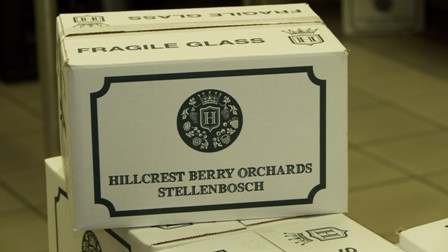 FRAGILE GLASS
H
H
HILLCREST BERRY ORCHARDS
STELLENBOSCH